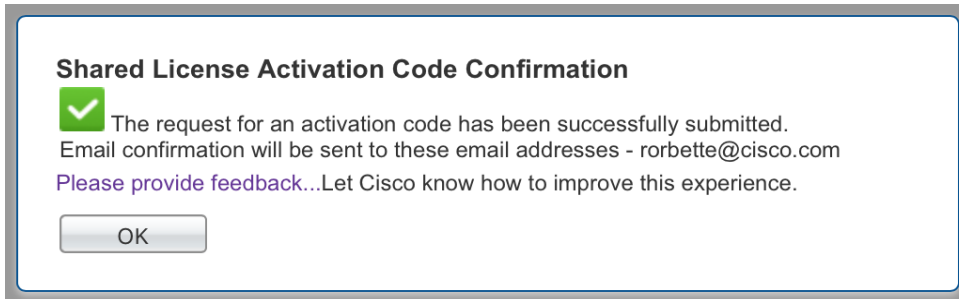 Shared License Activation Code Confirmation
The request for an activation code has been successfully submitted.
Email confirmation will be sent to these email addresses - rorbette@cisco.com
Please provide feedback...Let Cisco know how to improve this experience.
OK